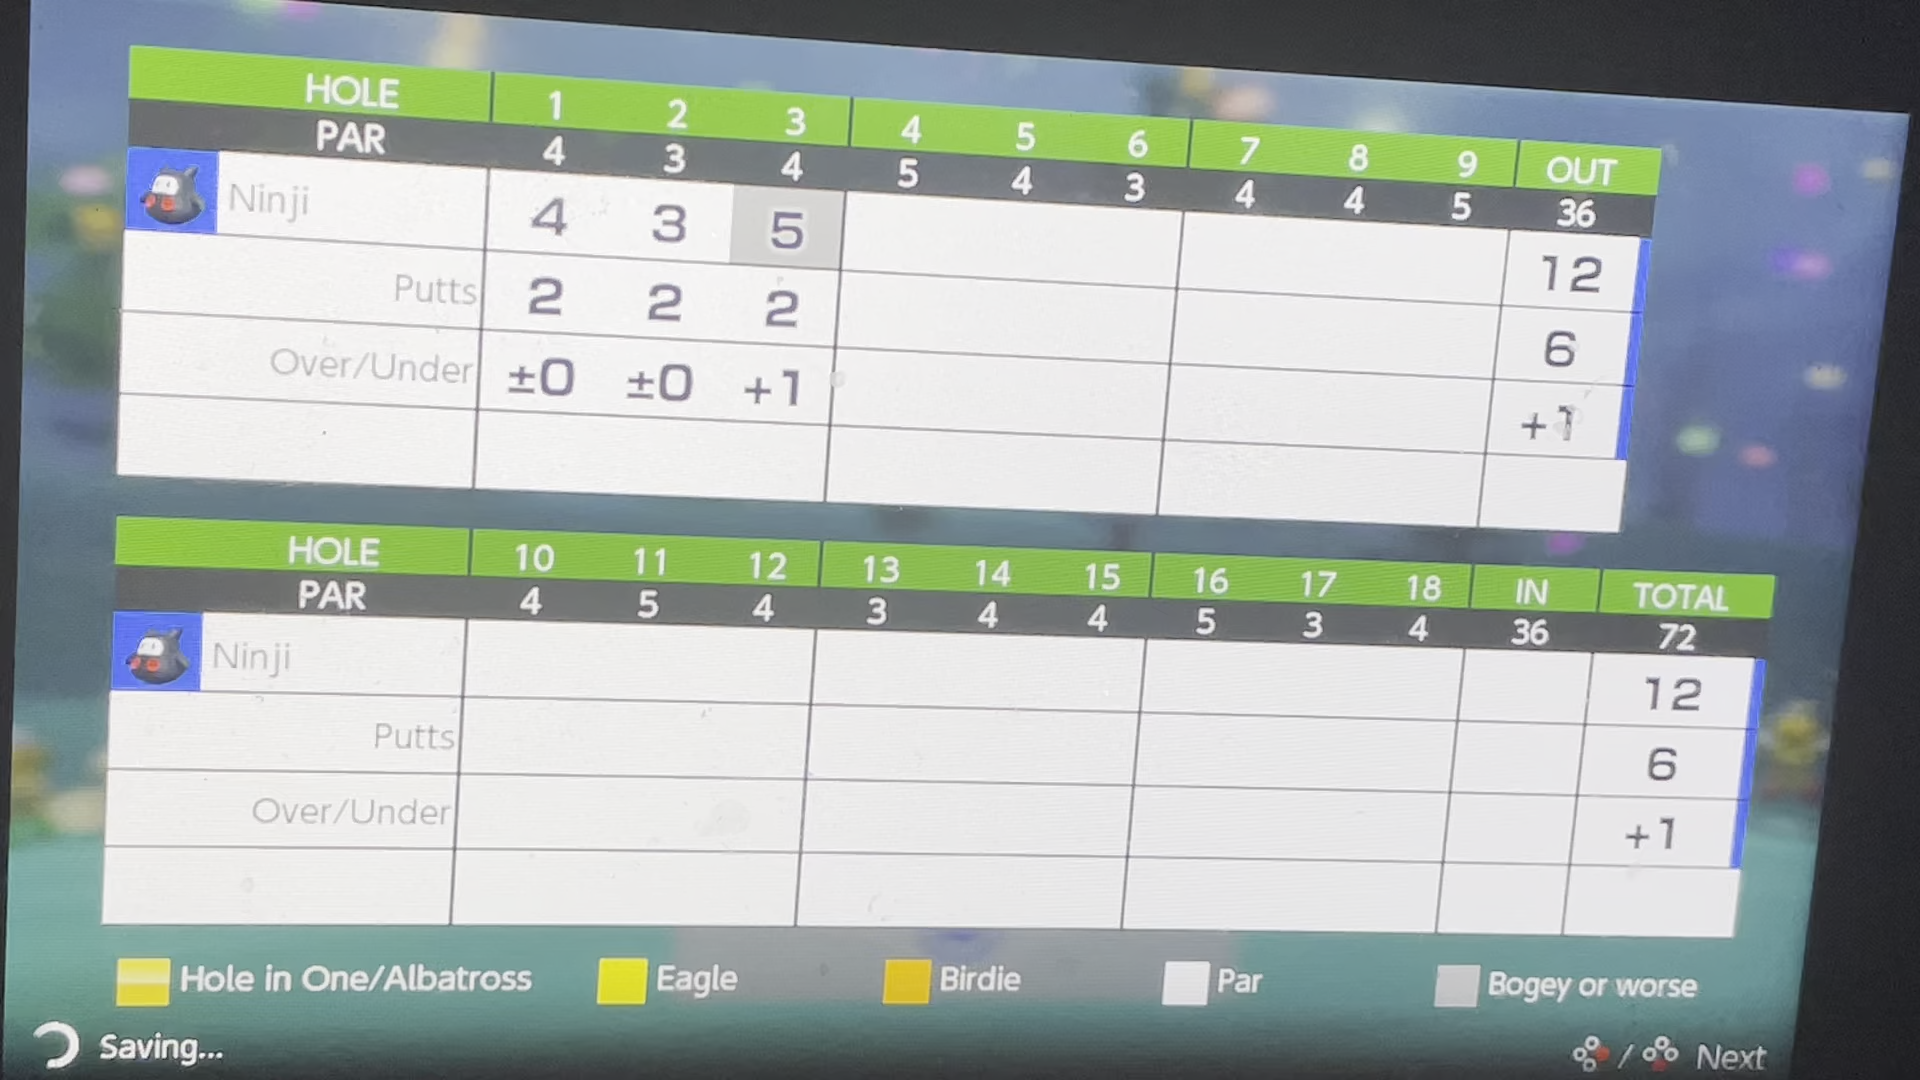 HOLE 1 2 3 4 5 6 7 8 9 OUT
PAR 4 3 4 5 4 3 4 4 5 36
Ninji 4 3 5 12
Putts 2 2 2 6
Over/Under ±0 ±0 +1 +1
HOLE 10 11 12 13 14 15 16 17 18 IN TOTAL
PAR 4 5 4 3 4 4 5 3 4 36 72
Ninji 12
Putts 6
Over/Under +1
Hole in One/Albatross Eagle Birdie Par Bogey or worse
Saving... / Next